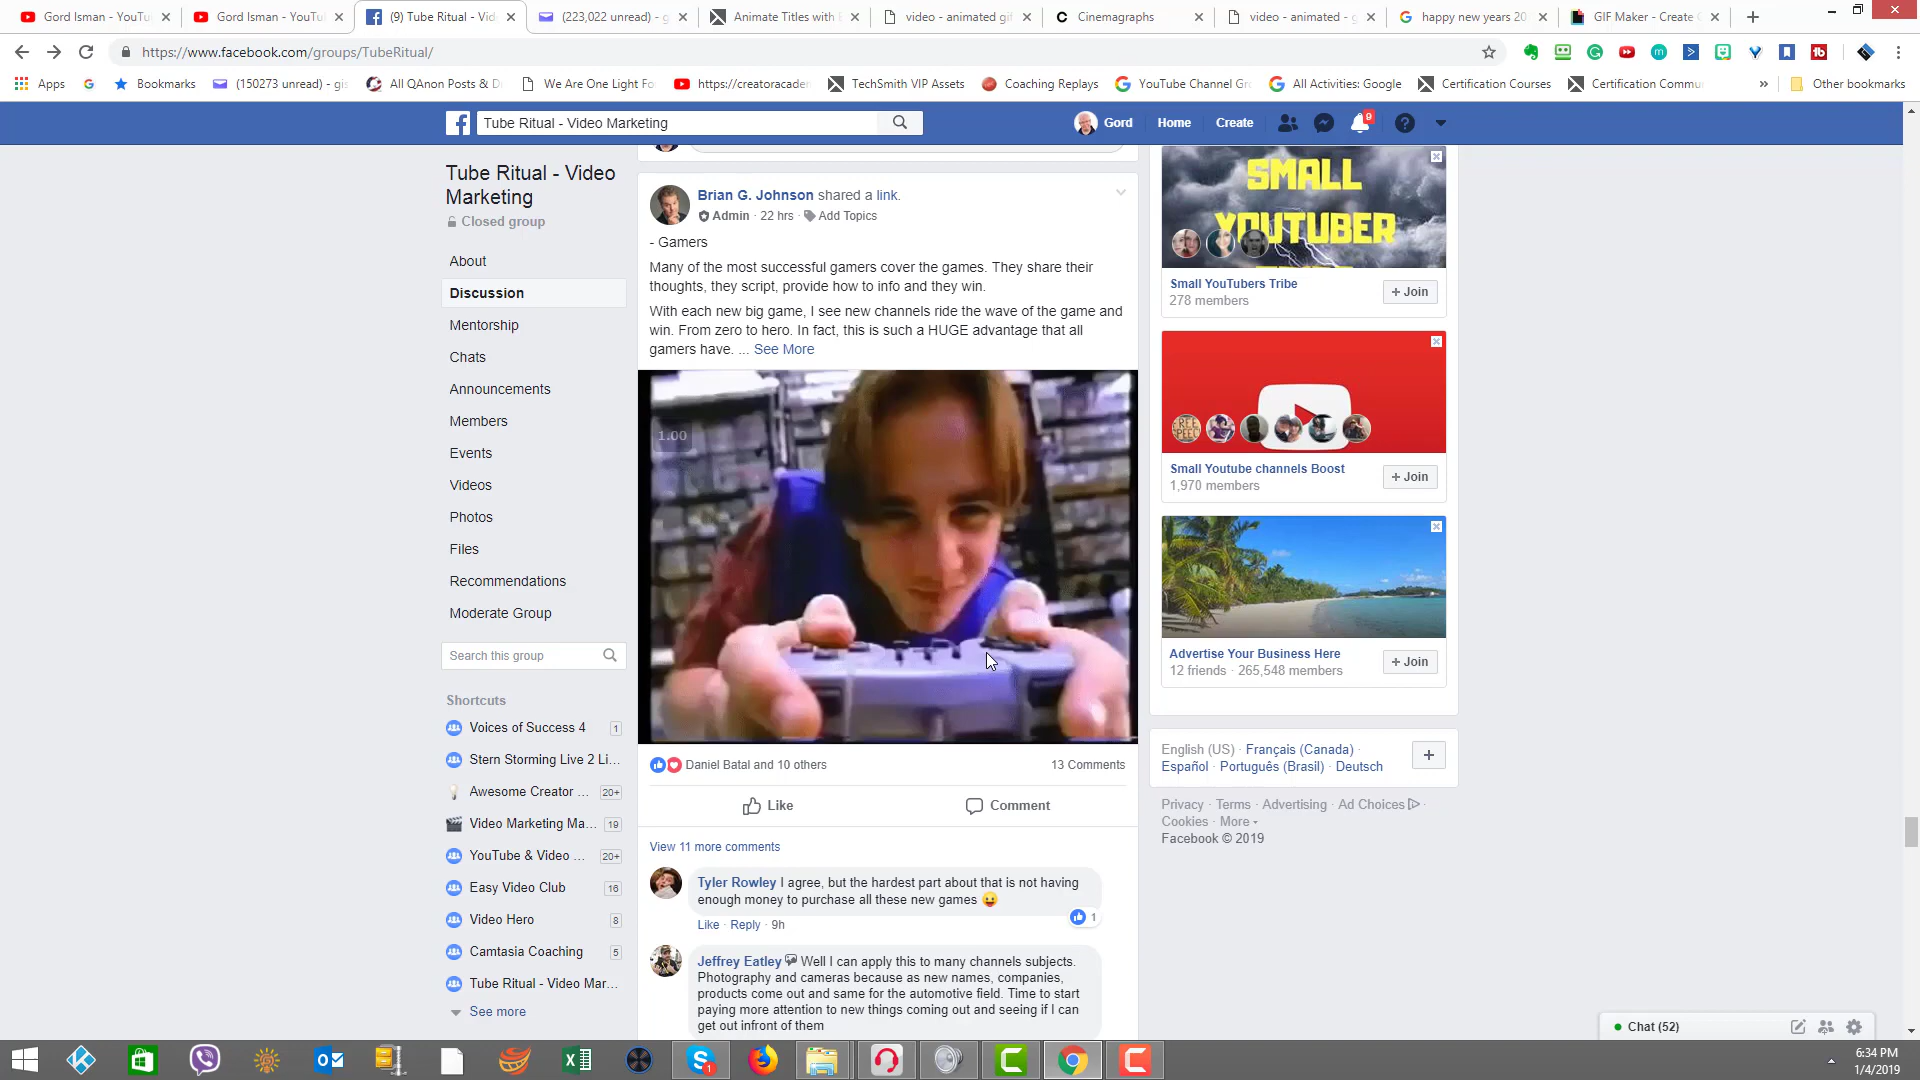 Gord Isman - YouTu
Gord Isman - YouTu
(9) Tube Ritual - Vid
(223,022 unread) - g
Animate Titles with
video - animated gif
Cinemagraphs
video - animated - g
happy new years 20
GIF Maker - Create
https://www.facebook.com/groups/TubeRitual/
Apps
Bookmarks
(150273 unread) - gis
All QAnon Posts & D
We Are One Light Fo
https://creatoracaden
TechSmith VIP Assets
Coaching Replays
YouTube Channel Gr
All Activities: Google
Certification Courses
Certification Commu
Other bookmarks
Tube Ritual - Video Marketing
Gord
Home
Create
9
Tube Ritual - Video
Marketing
Closed group
About
Discussion
Mentorship
Chats
Announcements
Members
Events
Videos
Photos
Files
Recommendations
Moderate Group
Search this group
Shortcuts
Voices of Success 4
1
Stern Storming Live 2 Li...
Awesome Creator ...
20+
Video Marketing Ma...
19
YouTube & Video ...
20+
Easy Video Club
16
Video Hero
8
Camtasia Coaching
5
Tube Ritual - Video Mar...
See more
Brian G. Johnson shared a link.
Admin · 22 hrs · Add Topics
- Gamers
Many of the most successful gamers cover the games. They share their
thoughts, they script, provide how to info and they win.
With each new big game, I see new channels ride the wave of the game and
win. From zero to hero. In fact, this is such a HUGE advantage that all
gamers have. ... See More
1.00
Daniel Batal and 10 others
13 Comments
Like
Comment
View 11 more comments
Tyler Rowley I agree, but the hardest part about that is not having
enough money to purchase all these new games
1
Like · Reply · 9h
Jeffrey Eatley Well I can apply this to many channels subjects.
Photography and cameras because as new names, companies,
products come out and same for the automotive field. Time to start
paying more attention to new things coming out and seeing if I can
get out infront of them
SMALL
YOUTUBER
Small YouTubers Tribe
278 members
+ Join
FREE
Small Youtube channels Boost
1,970 members
+ Join
Advertise Your Business Here
12 friends · 265,548 members
+ Join
English (US) · Français (Canada) ·
Español · Português (Brasil) · Deutsch
Privacy · Terms · Advertising · Ad Choices ·
Cookies · More
Facebook © 2019
Chat (52)
6:34 PM
1/4/2019